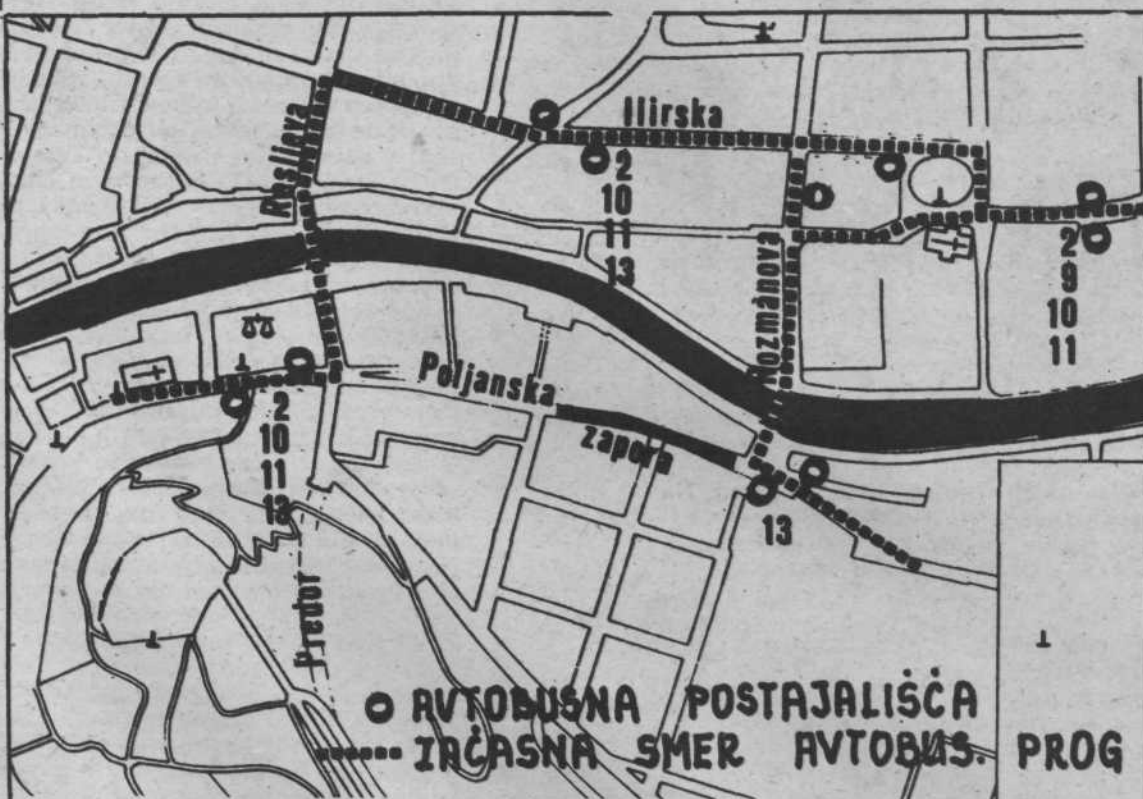 Resljeva
Ilirska
2
10
11
13
Rozmánova
2
9
10
11
Poljanska
zapora
2
10
11
13
13
Predor
AVTOBUSNA POSTAJALIŠČA
ZAČASNA SMER AVTOBUS. PROG